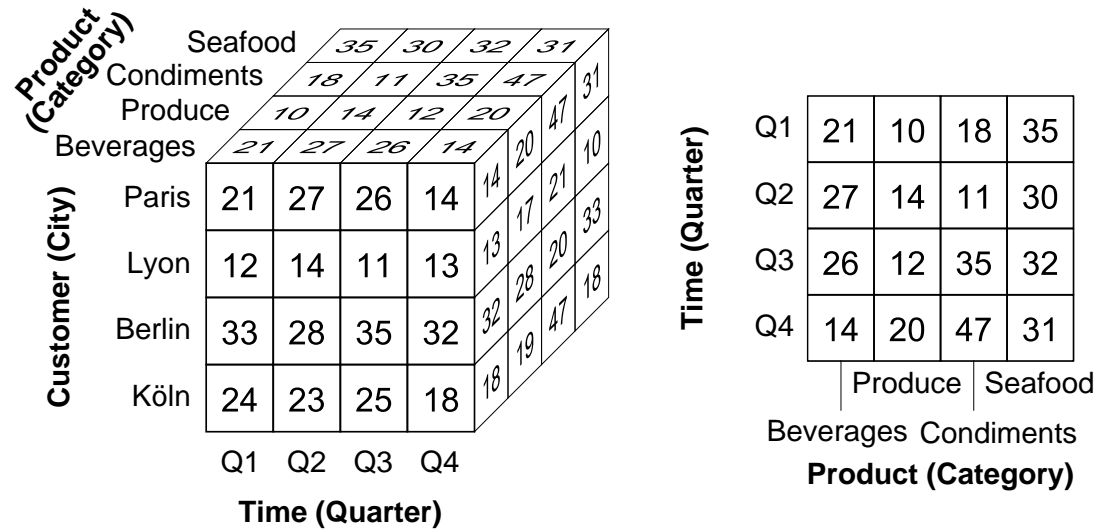 Product
(Category)
Seafood 35 30 32 31
Condiments 18 11 35 47
Produce 10 14 12 20
Beverages 21 27 26 14
Customer (City)
Paris 21 27 26 14
Lyon 12 14 11 13
Berlin 33 28 35 32
Köln 24 23 25 18
14 20 47 31
13 17 21 10
32 28 20 33
18 19 47 18
Q1 Q2 Q3 Q4
Time (Quarter)
Time (Quarter)
Q1 21 10 18 35
Q2 27 14 11 30
Q3 26 12 35 32
Q4 14 20 47 31
Produce Seafood
Beverages Condiments
Product (Category)